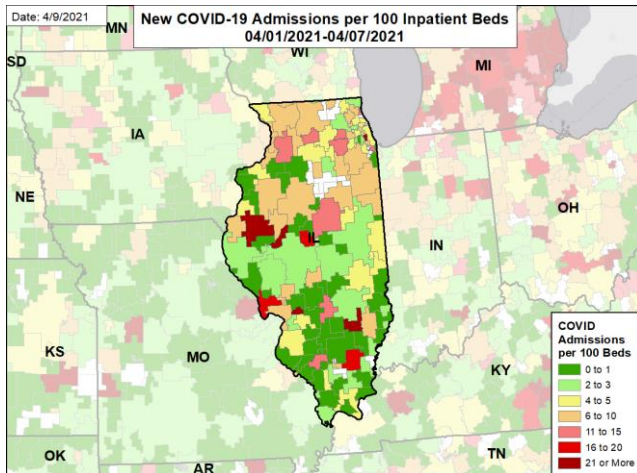 Date: 4/9/2021
New COVID-19 Admissions per 100 Inpatient Beds
04/01/2021-04/07/2021
MN
SD
WI
MI
IA
NE
OH
IL
IN
KS
MO
KY
OK
AR
TN
COVID
Admissions
per 100 Beds
0 to 1
2 to 3
4 to 5
6 to 10
11 to 15
16 to 20
21 or More